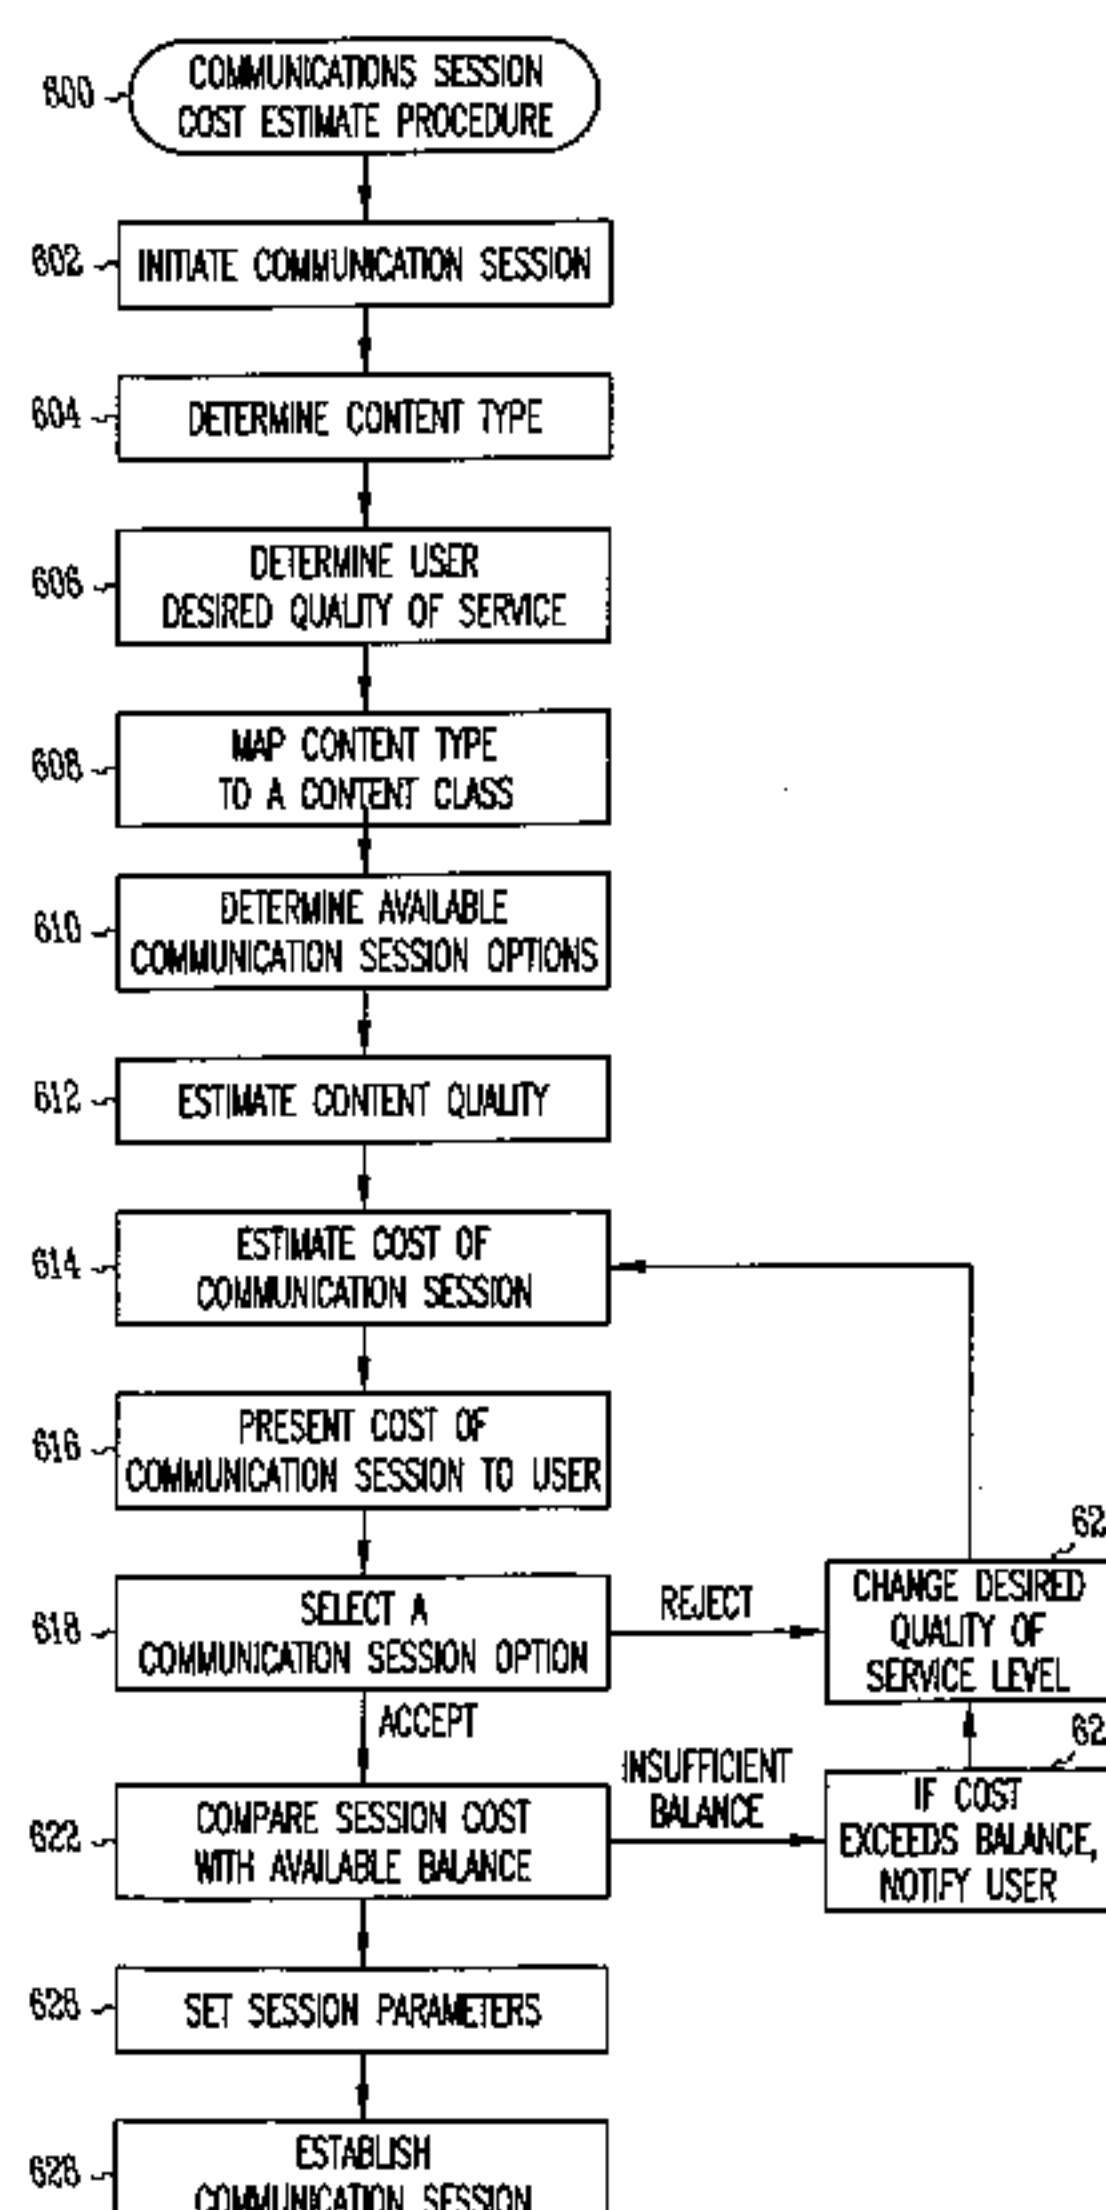 600
COMMUNICATIONS SESSION
COST ESTIMATE PROCEDURE
602
INITIATE COMMUNICATION SESSION
604
DETERMINE CONTENT TYPE
606
DETERMINE USER
DESIRED QUALITY OF SERVICE
608
MAP CONTENT TYPE
TO A CONTENT CLASS
610
DETERMINE AVAILABLE
COMMUNICATION SESSION OPTIONS
612
ESTIMATE CONTENT QUALITY
614
ESTIMATE COST OF
COMMUNICATION SESSION
616
PRESENT COST OF
COMMUNICATION SESSION TO USER
618
SELECT A
COMMUNICATION SESSION OPTION
REJECT
62
CHANGE DESIRED
QUALITY OF
SERVICE LEVEL
ACCEPT
622
COMPARE SESSION COST
WITH AVAILABLE BALANCE
INSUFFICIENT
BALANCE
62
IF COST
EXCEEDS BALANCE,
NOTIFY USER
SET SESSION PARAMETERS
ESTABLISH
COMMUNICATION SESSION